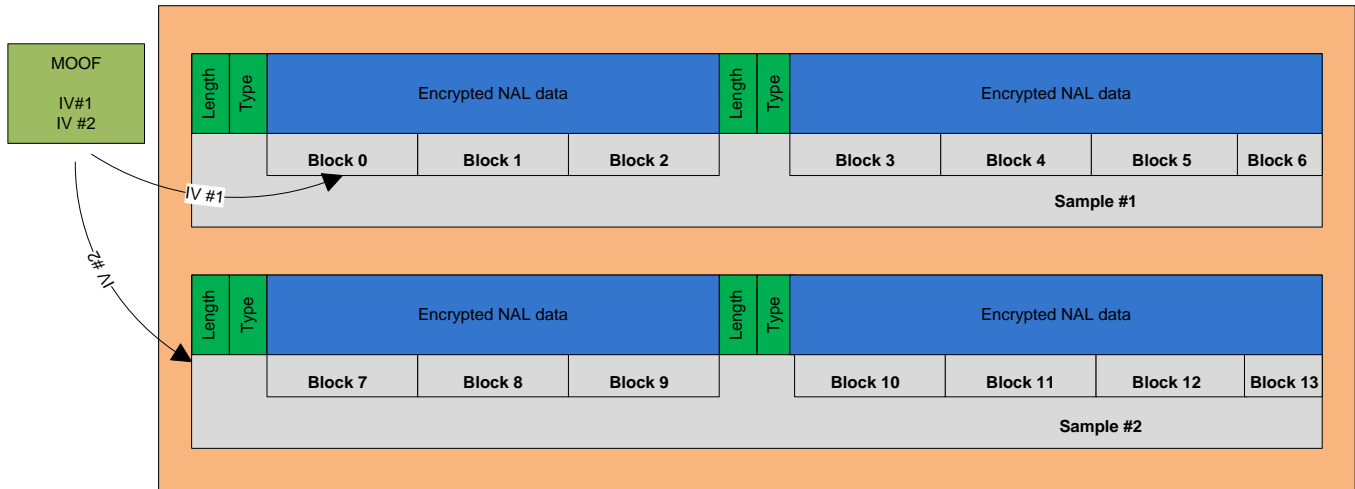 MOOF
IV#1
IV #2
Length
Type
Encrypted NAL data
Length
Type
Encrypted NAL data
Block 0
Block 1
Block 2
Block 3
Block 4
Block 5
Block 6
IV #1
Sample #1
IV #2
Length
Type
Encrypted NAL data
Length
Type
Encrypted NAL data
Block 7
Block 8
Block 9
Block 10
Block 11
Block 12
Block 13
Sample #2